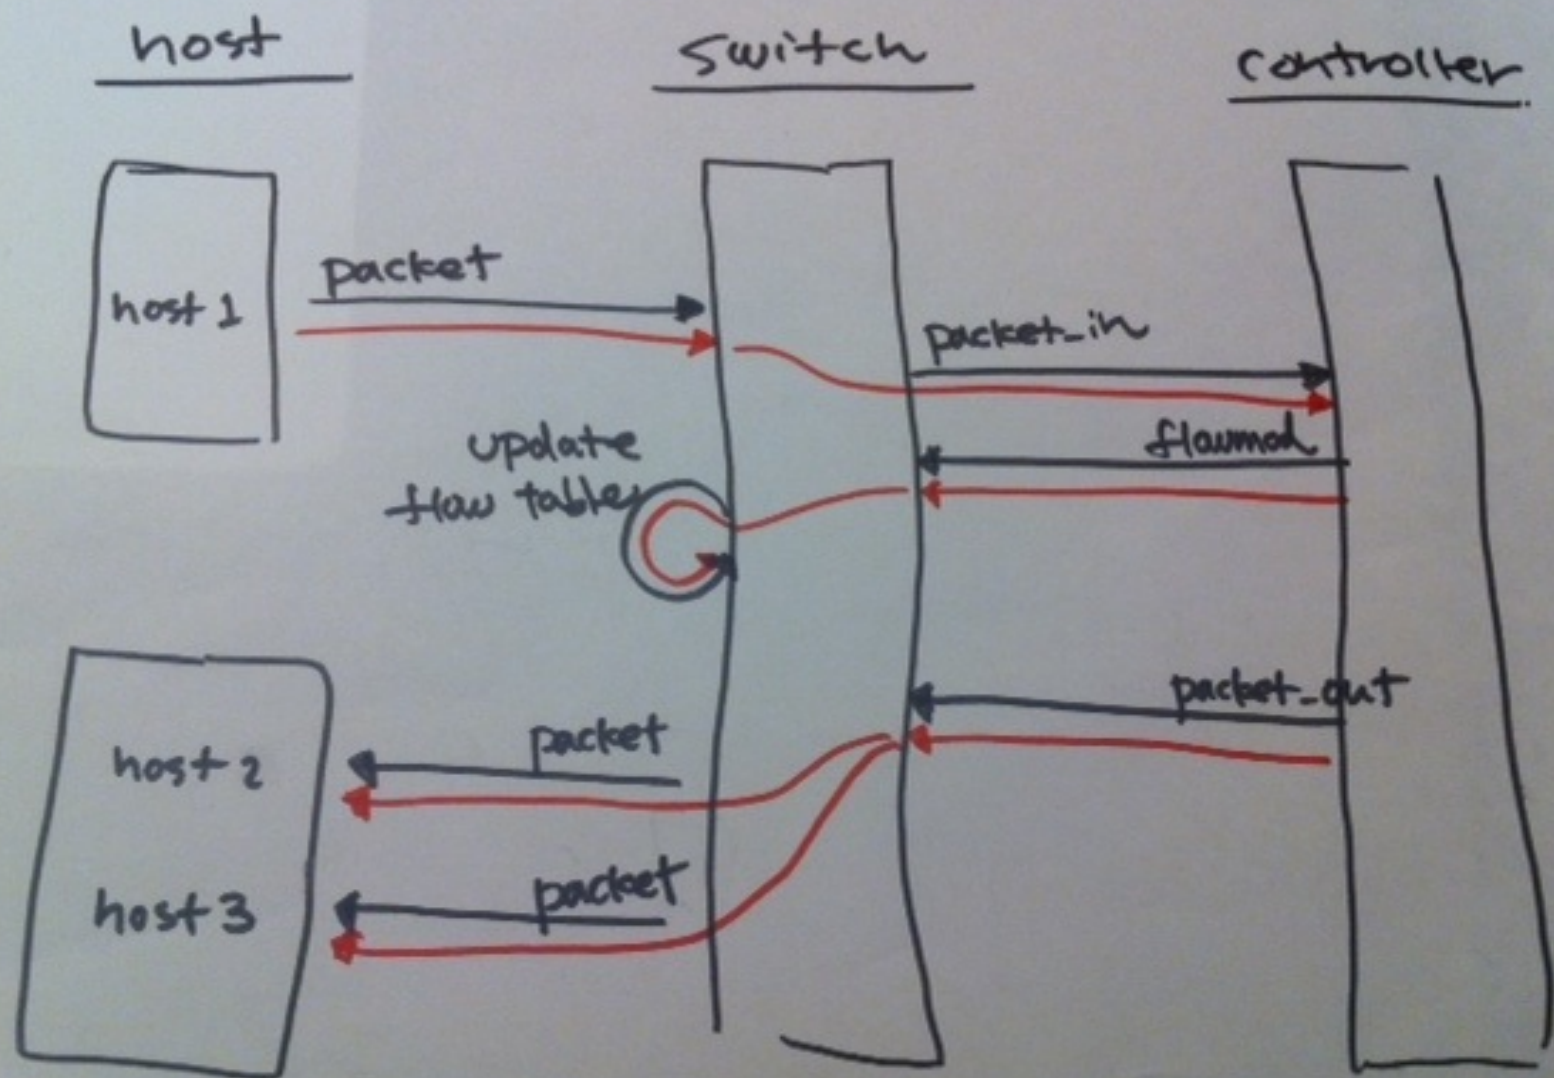 host
switch
controller
host 1
packet
packet_in
flowmod
update
flow table
packet_out
host 2
packet
host 3
packet